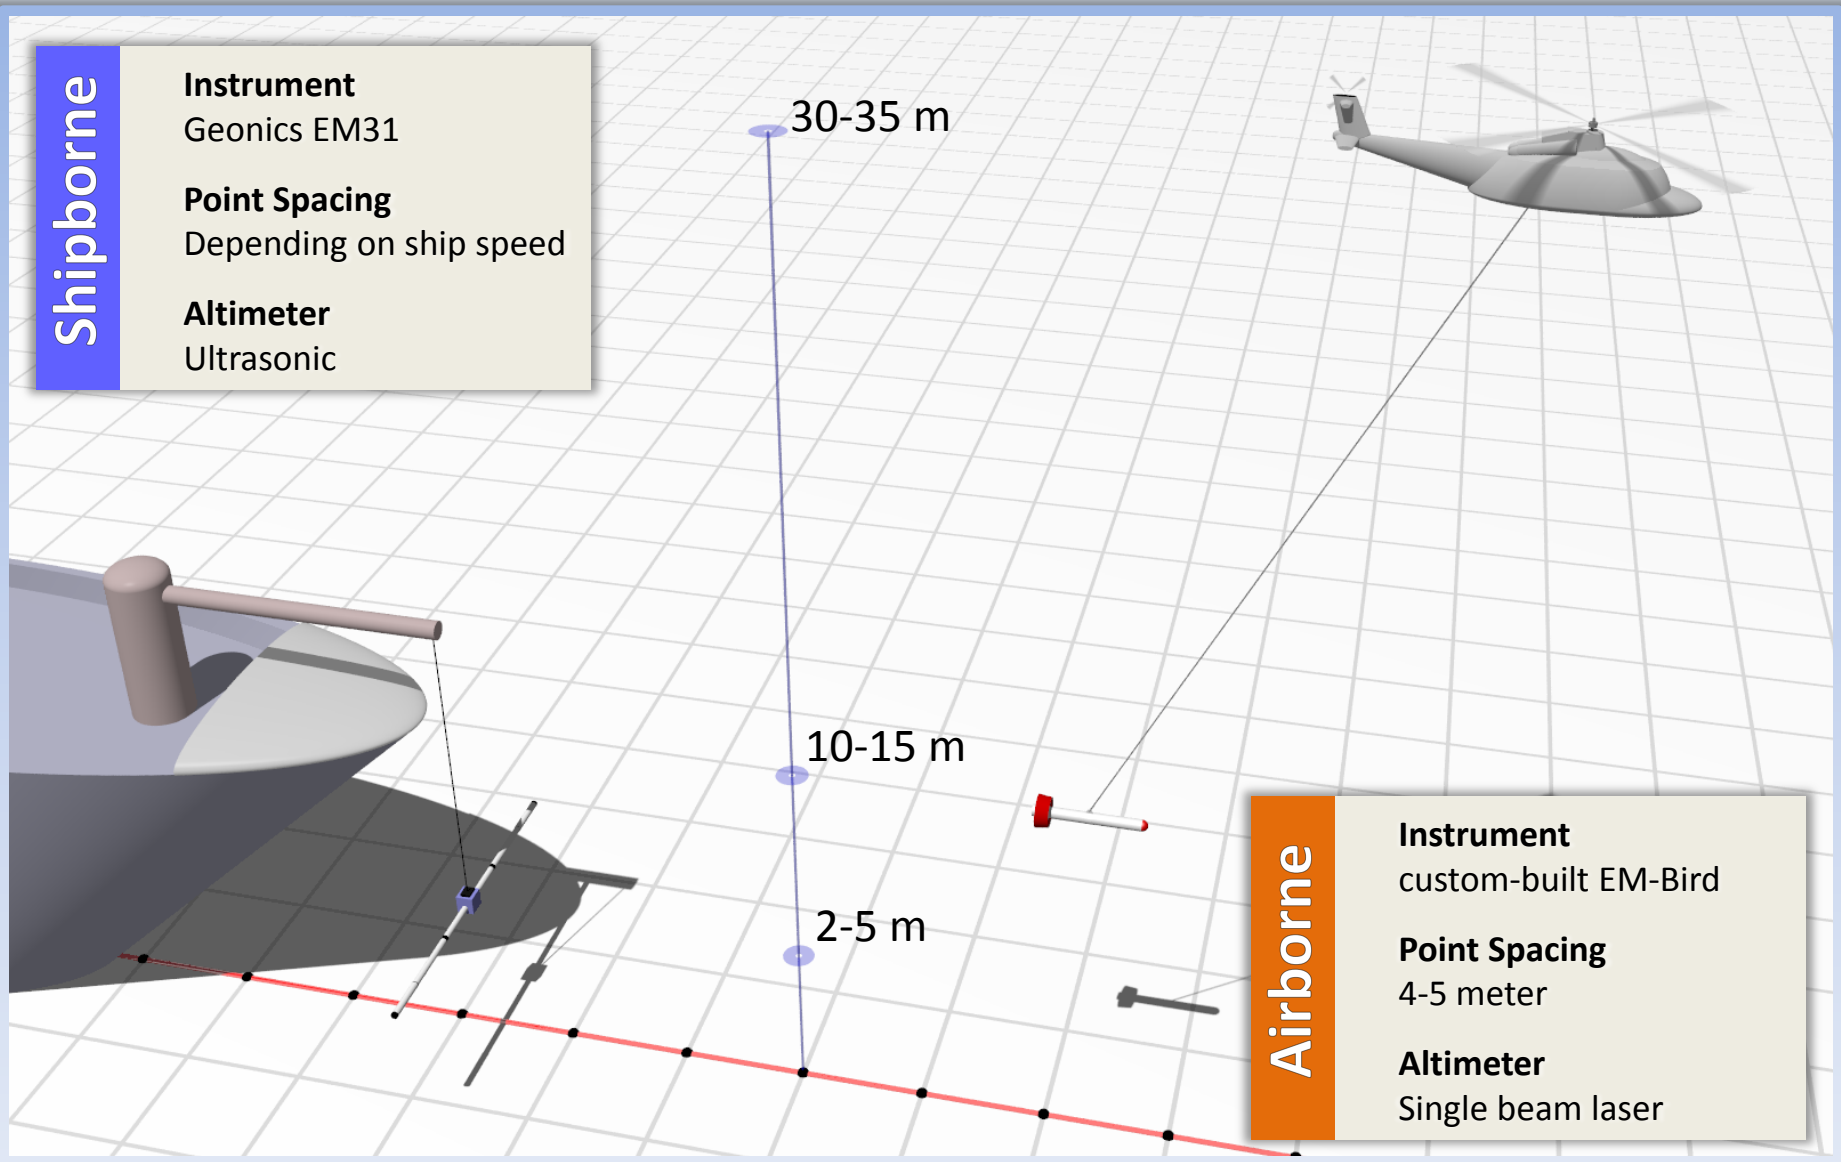 Shipborne
Instrument
Geonics EM31
Point Spacing
Depending on ship speed
Altimeter
Ultrasonic
30-35 m
10-15 m
2-5 m
Airborne
Instrument
custom-built EM-Bird
Point Spacing
4-5 meter
Altimeter
Single beam laser